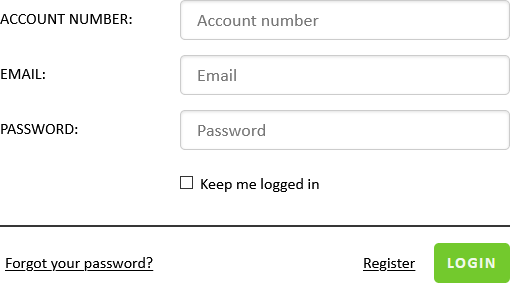 ACCOUNT NUMBER: Account number
EMAIL: Email
PASSWORD: Password
Keep me logged in
Forgot your password? Register LOGIN